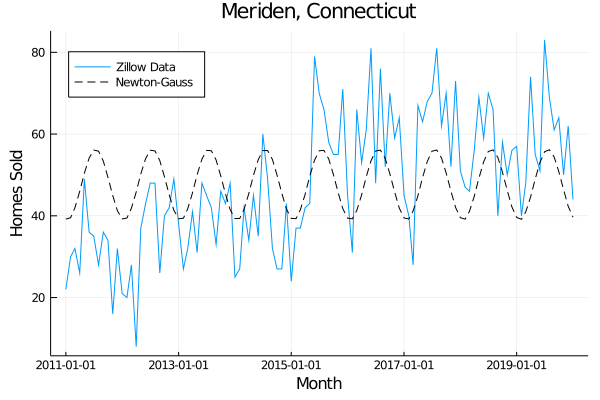 Meriden, Connecticut
Zillow Data
Newton-Gauss
Homes Sold
60
40
20
2011-01-01 2013-01-01 2015-01-01 2017-01-01 2019-01-01
80
Month